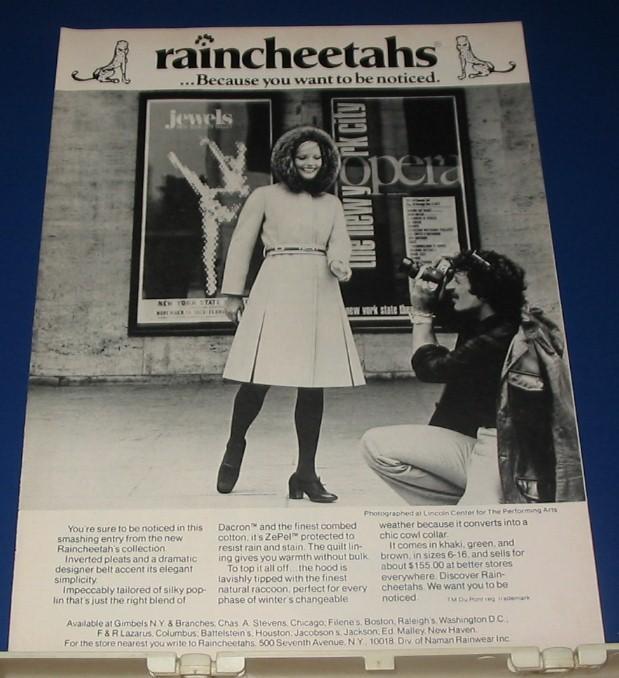 raincheetahs®
...Because you want to be noticed.
jewels
the new york city
opera
NEW YORK STATE
new york state
Photographed at Lincoln Center for The Performing Arts
You're sure to be noticed in this
smashing entry from the new
Raincheetah's collection.
Inverted pleats and a dramatic
designer belt accent its elegant
simplicity.
Impeccably tailored of silky pop-
lin that's just the right blend of
Dacron™ and the finest combed
cotton, it's ZePel™ protected to
resist rain and stain. The quilt lin-
ing gives you warmth without bulk.
To top it all off...the hood is
lavishly tipped with the finest
natural raccoon, perfect for every
phase of winter's changeable
weather because it converts into a
chic cowl collar.
It comes in khaki, green, and
brown, in sizes 6-16, and sells for
about $155.00 at better stores
everywhere. Discover Rain-
cheetahs. We want you to be
noticed.
TM Du Pont reg. trademark
Available at Gimbels N.Y. & Branches; Chas. A. Stevens, Chicago; Filene's, Boston; Raleigh's, Washington D.C.;
F & R Lazarus, Columbus; Battelstein's, Houston; Jacobson's, Jackson; Ed. Malley, New Haven.
For the store nearest you write to Raincheetahs, 500 Seventh Avenue, N.Y., 10018. Div. of Naman Rainwear Inc.